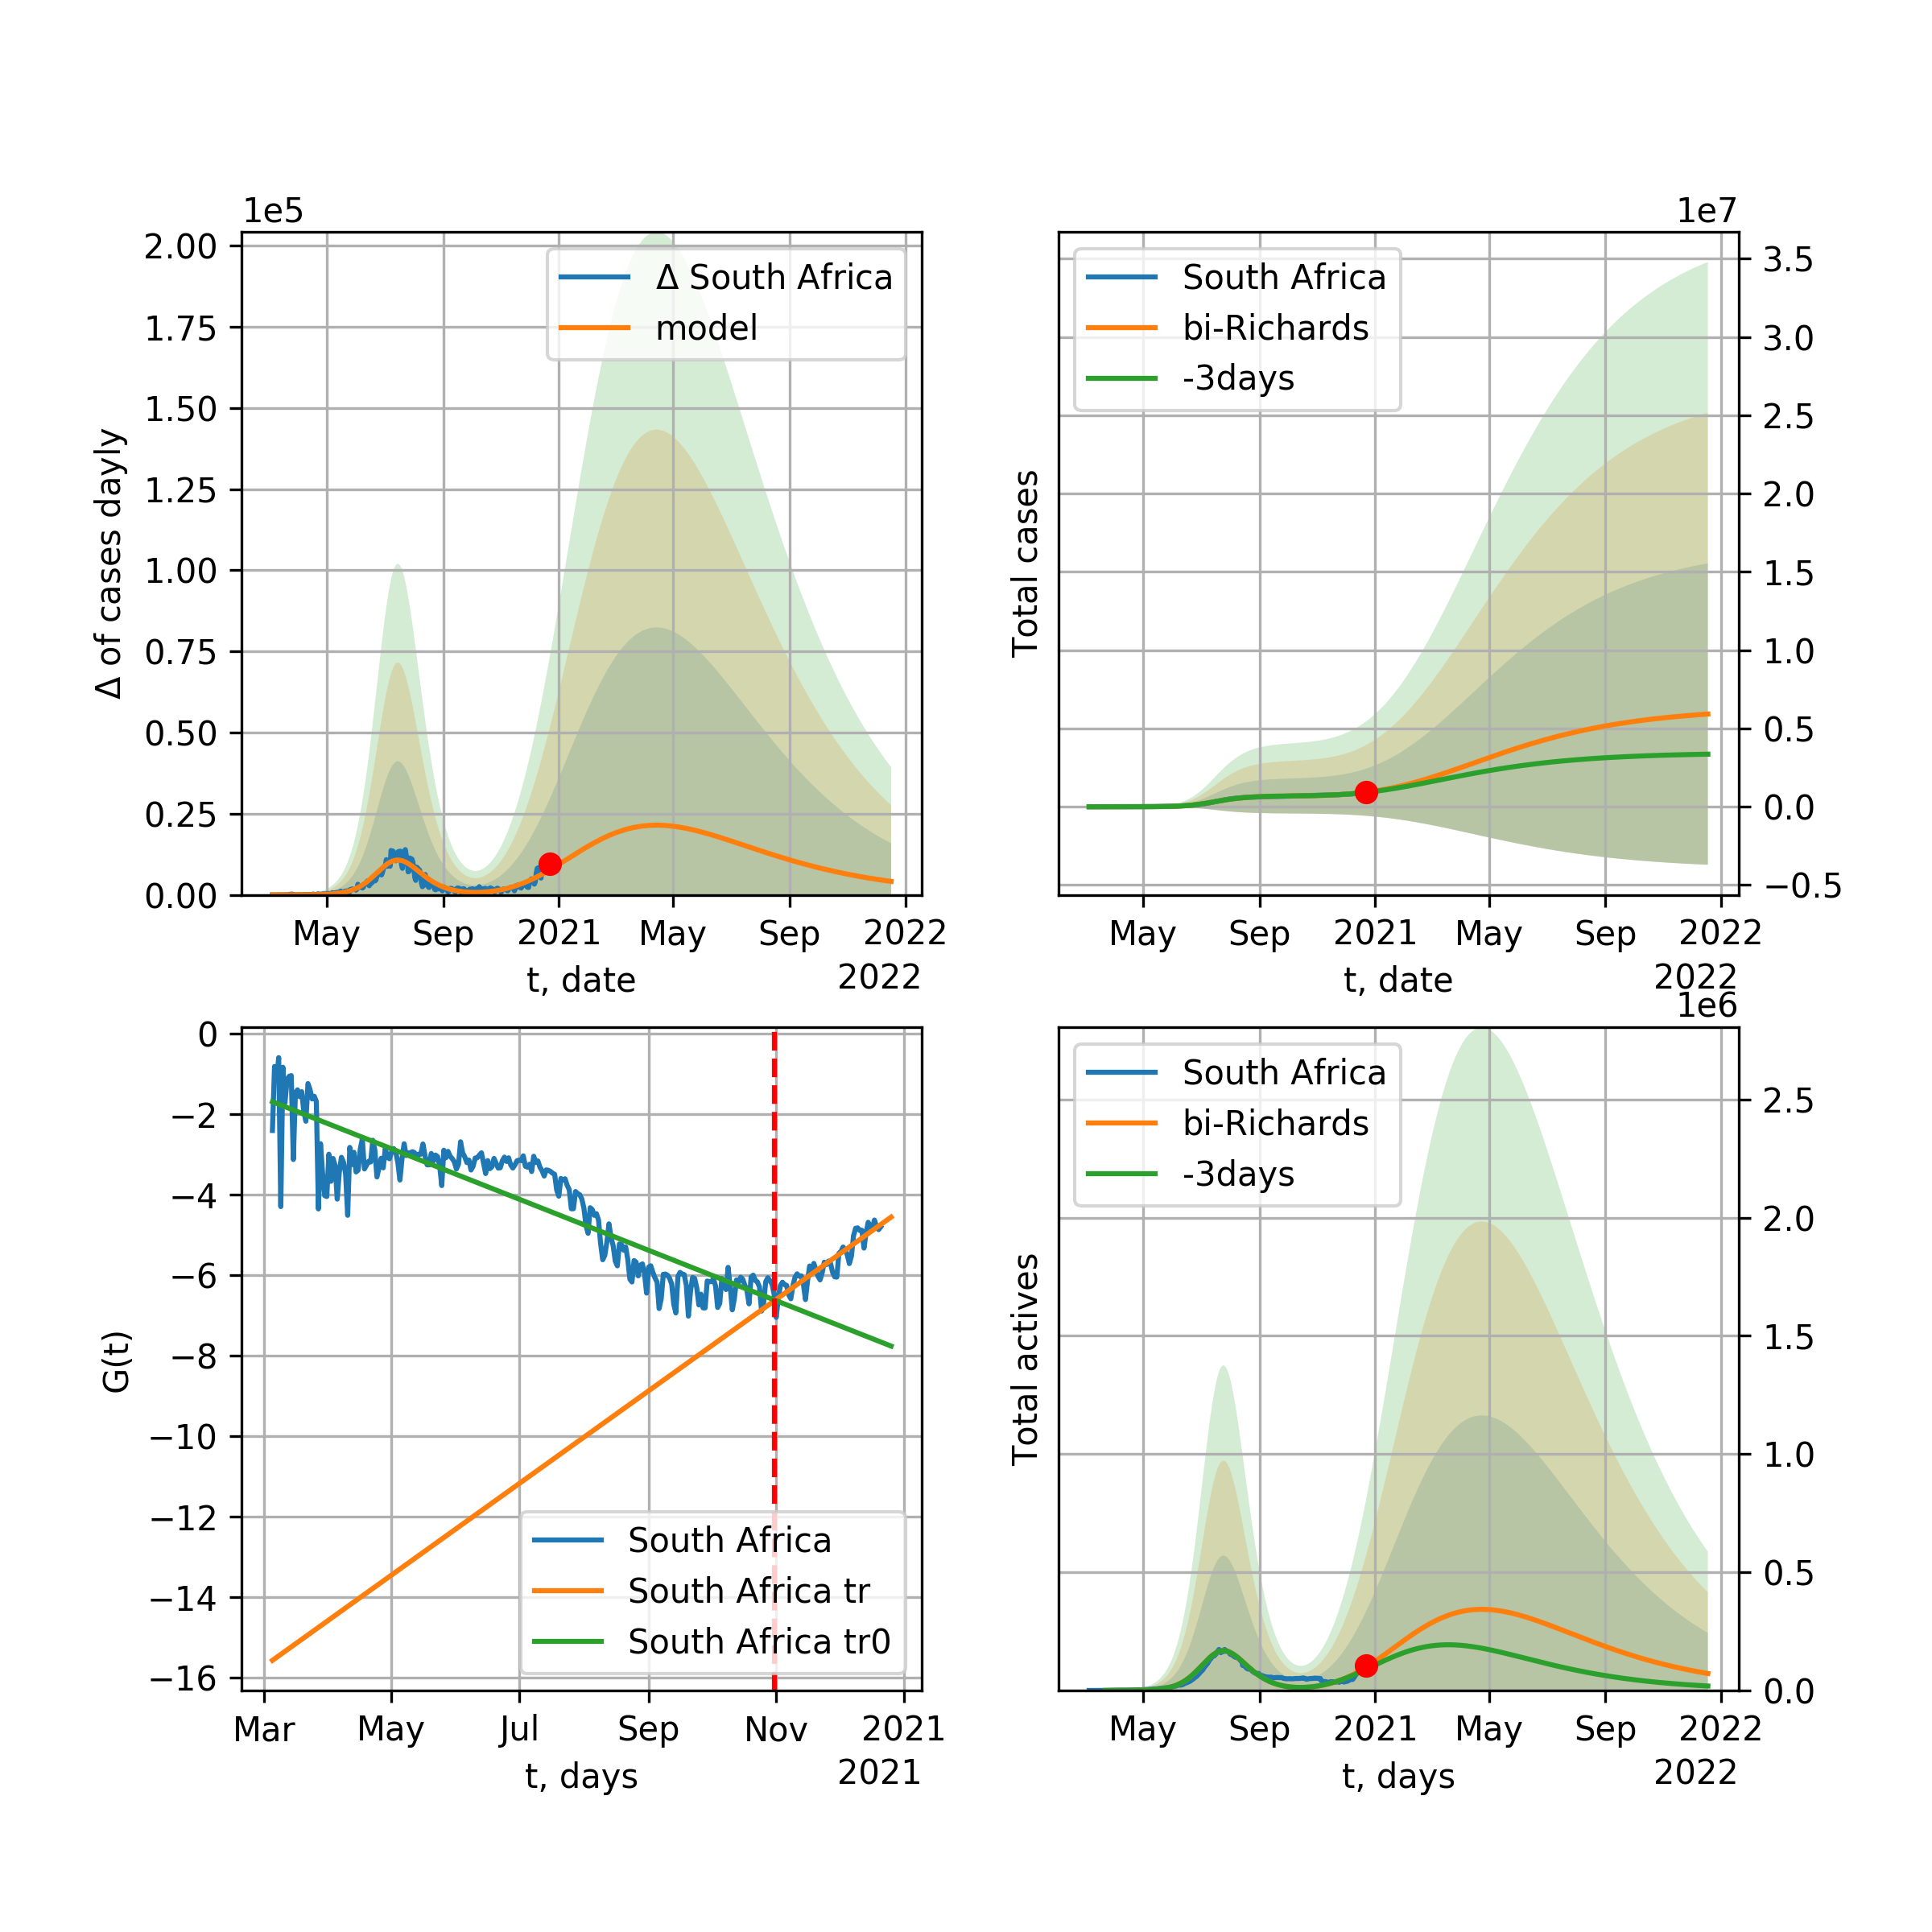 1e5
2.00
1.75
1.50
1.25
1.00
0.75
0.50
0.25
0.00
Δ of cases dayly
Δ South Africa
model
May Sep 2021 May Sep 2022
t, date
2022
1e7
3.5
3.0
2.5
2.0
1.5
1.0
0.5
0.0
−0.5
Total cases
South Africa
bi-Richards
-3days
May Sep 2021 May Sep 2022
t, date
2022
0
−2
−4
−6
−8
−10
−12
−14
−16
G(t)
South Africa
South Africa tr
South Africa tr0
Mar May Jul Sep Nov 2021
t, days
2021
1e6
2.5
2.0
1.5
1.0
0.5
0.0
Total actives
South Africa
bi-Richards
-3days
May Sep 2021 May Sep 2022
t, days
2022